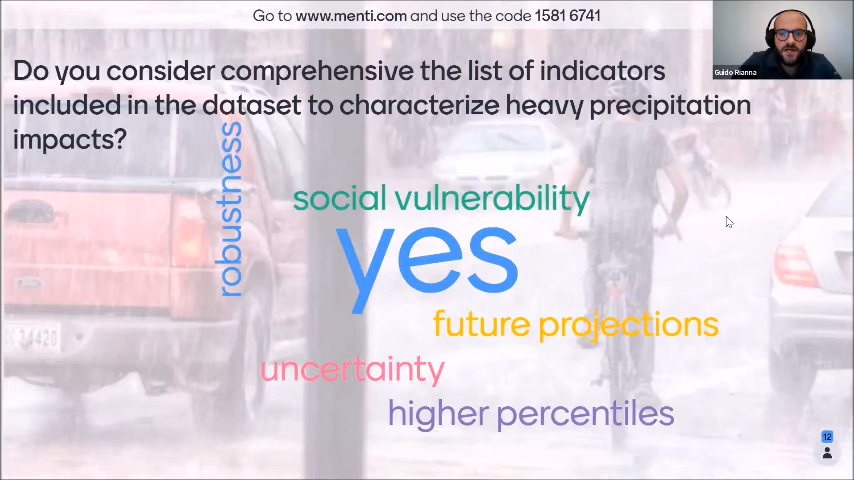 Go to www.menti.com and use the code 1581 6741
Guido Rianna
Do you consider comprehensive the list of indicators
included in the dataset to characterize heavy precipitation
impacts?
robustness
social vulnerability
yes
future projections
34420
uncertainty
higher percentiles
12